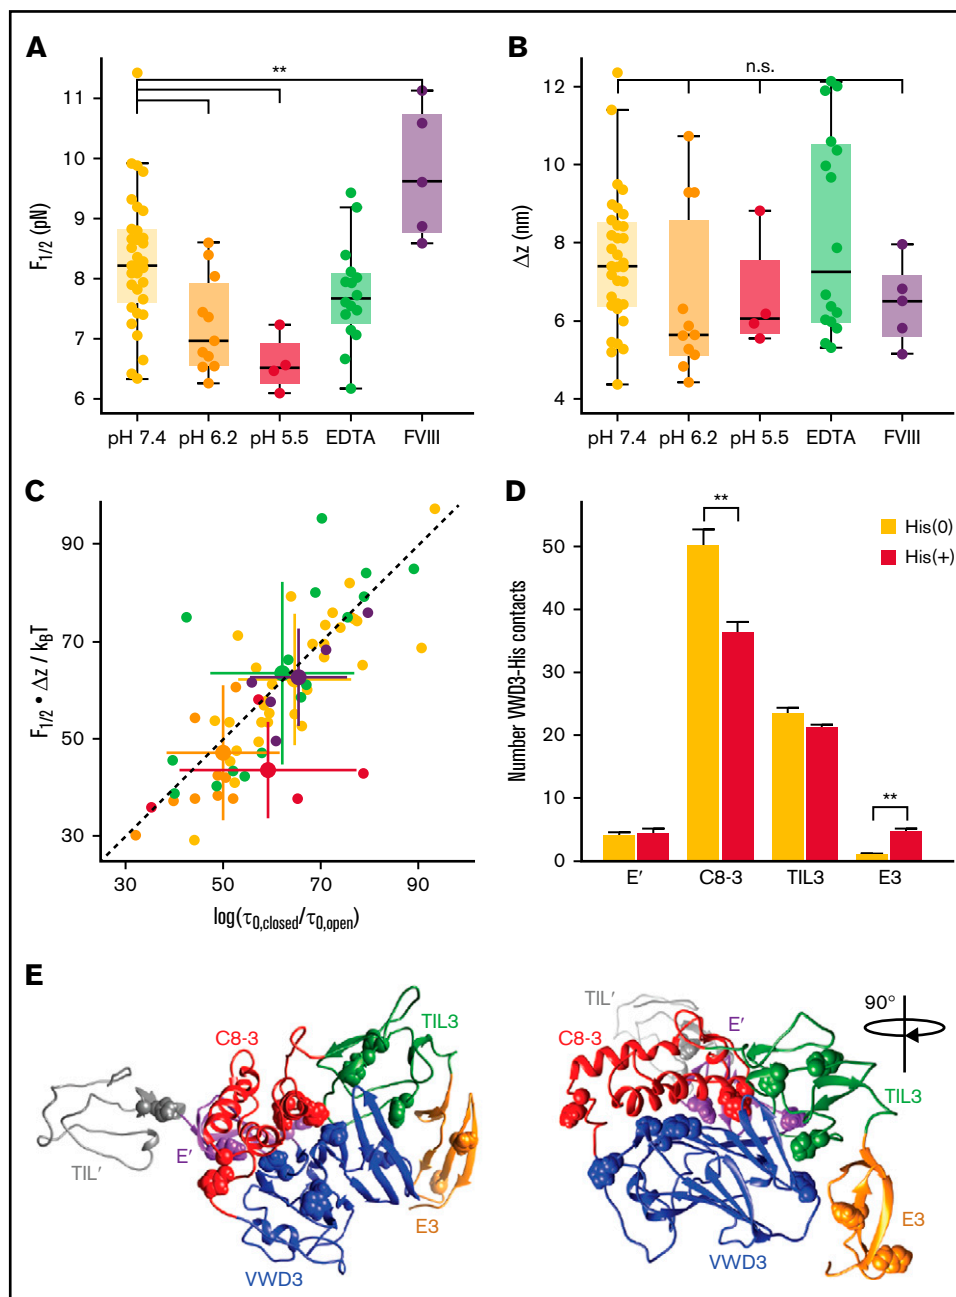 A
F1/2 (pN)
11
10
9
8
7
6
**
pH 7.4 pH 6.2 pH 5.5 EDTA FVIII
B
Δz (nm)
12
10
8
6
4
n.s.
pH 7.4 pH 6.2 pH 5.5 EDTA FVIII
C
F1/2 • Δz / kBT
90
70
50
30
30 50 70 90
log(τ0,closed/τ0,open)
D
Number VWD3-His contacts
50
40
30
20
10
0
**
**
His(0)
His(+)
E′ C8-3 TIL3 E3
E
TIL′
E′
C8-3
TIL3
VWD3
E3
TIL′
C8-3
E′
90°
TIL3
VWD3
E3